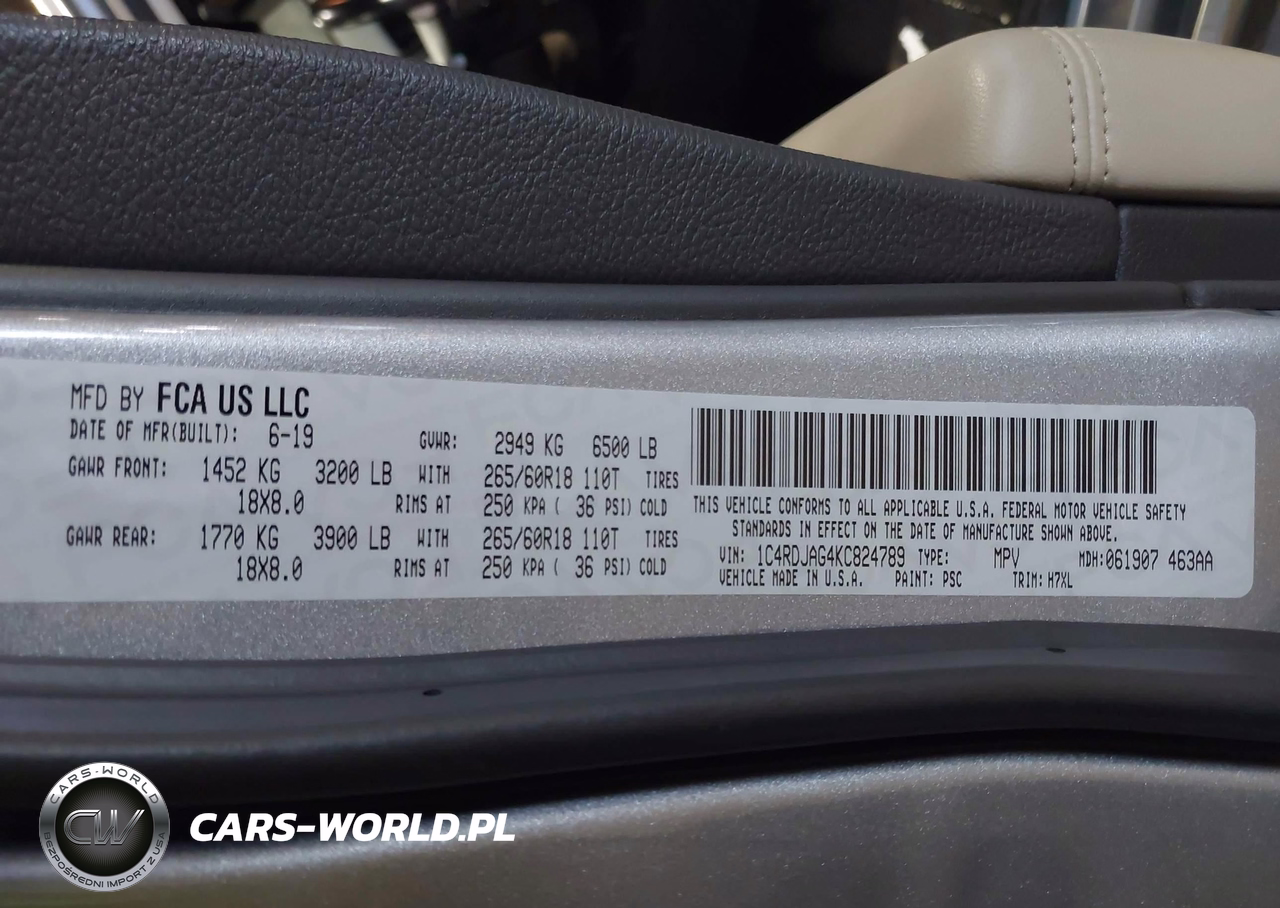 MFD BY FCA US LLC
DATE OF MFR(BUILT): 6-19 GVWR: 2949 KG 6500 LB
GAWR FRONT: 1452 KG 3200 LB WITH 265/60R18 110T TIRES
18X8.0 RIMS AT 250 KPA ( 36 PSI) COLD
GAWR REAR: 1770 KG 3900 LB WITH 265/60R18 110T TIRES
18X8.0 RIMS AT 250 KPA ( 36 PSI) COLD
THIS VEHICLE CONFORMS TO ALL APPLICABLE U.S.A. FEDERAL MOTOR VEHICLE SAFETY
STANDARDS IN EFFECT ON THE DATE OF MANUFACTURE SHOWN ABOVE.
VIN: 1C4RDJAG4KC824789 TYPE: MPV MDH:061907 463AA
VEHICLE MADE IN U.S.A. PAINT: PSC TRIM: H7XL
CARS-WORLD
CW
BEZPOŚREDNI IMPORT Z USA
CARS-WORLD.PL